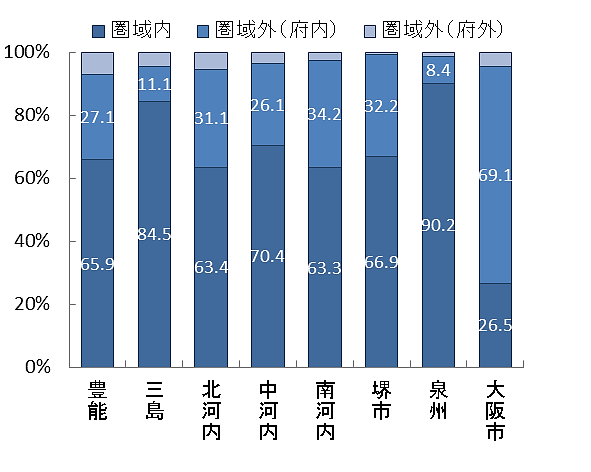 圏域内 圏域外（府内） 圏域外（府外）
100%
80%
60%
40%
20%
0%
27.1 11.1 31.1 26.1 34.2 32.2 8.4 69.1
65.9 84.5 63.4 70.4 63.3 66.9 90.2 26.5
豊能
三島
北河内
中河内
南河内
堺市
泉州
大阪市